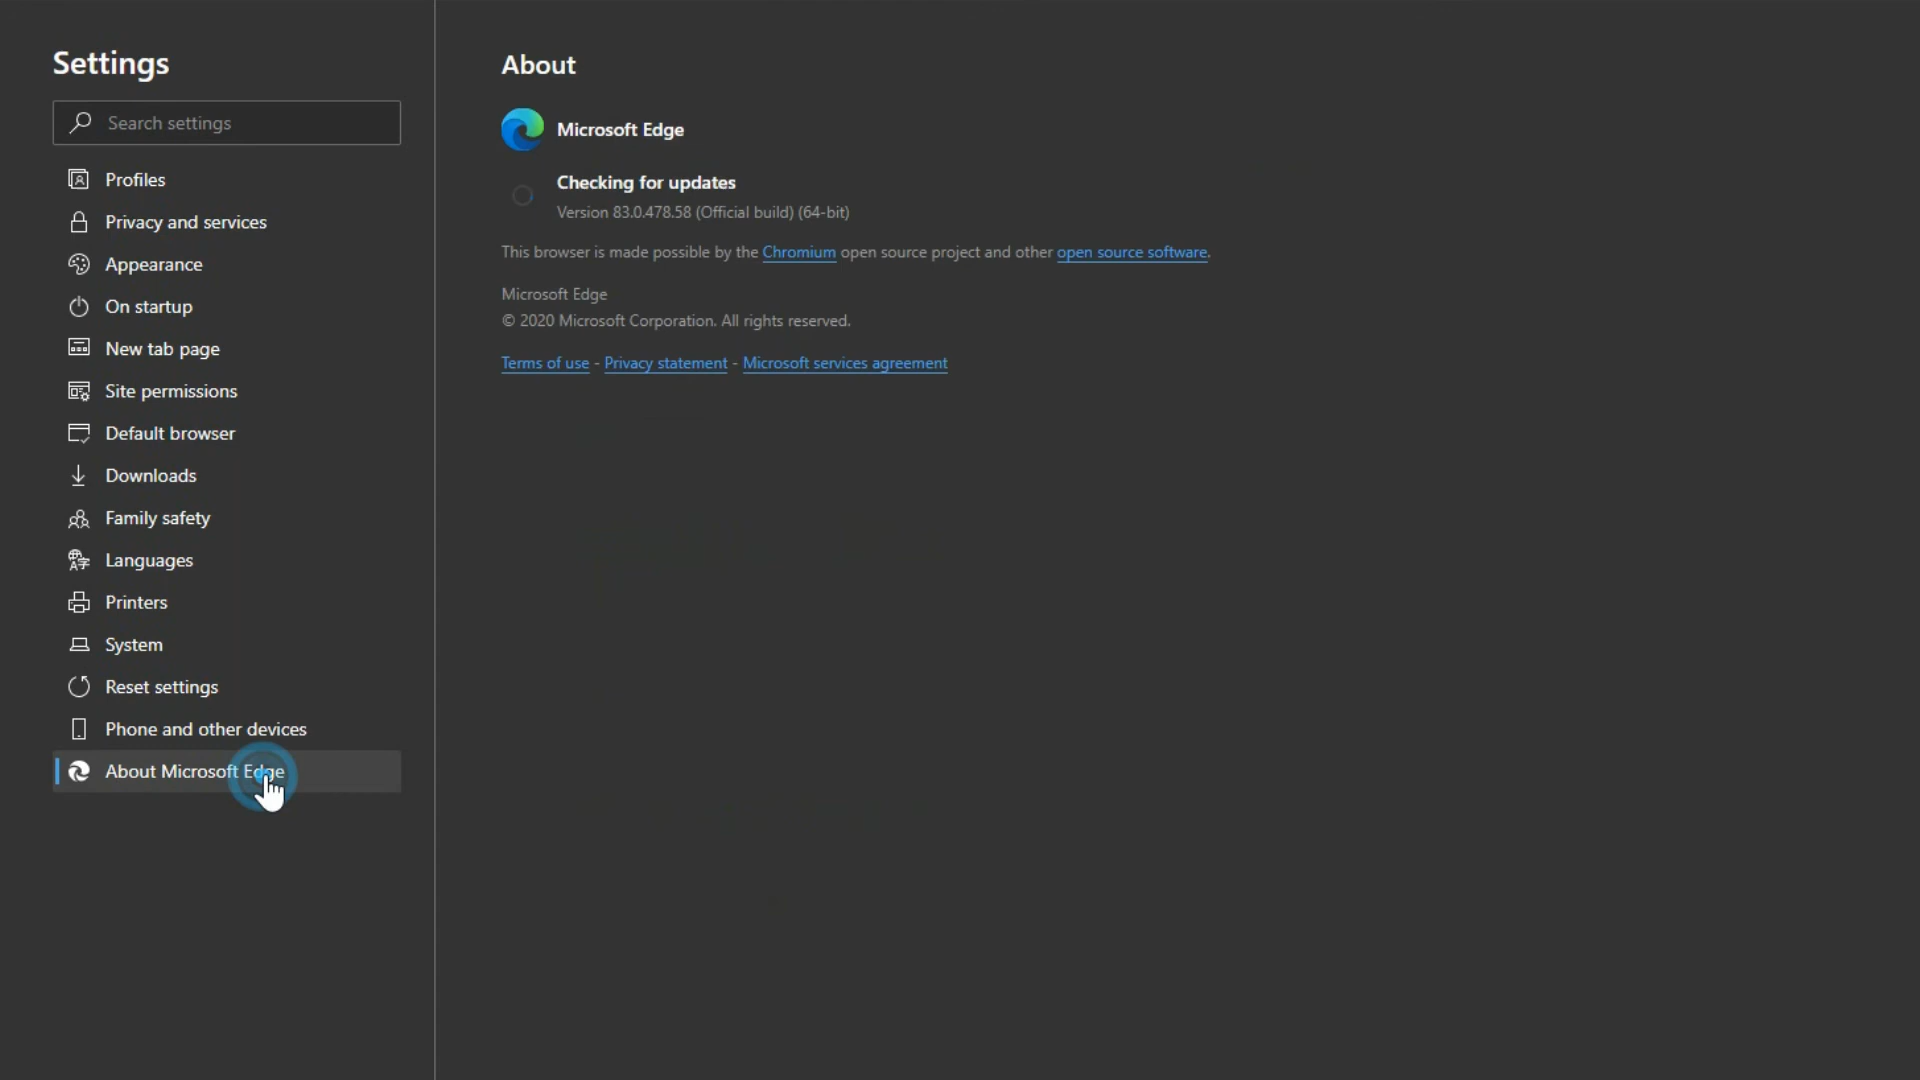 Settings
Search settings
Profiles
Privacy and services
Appearance
On startup
New tab page
Site permissions
Default browser
Downloads
Family safety
Languages
Printers
System
Reset settings
Phone and other devices
About Microsoft Edge
About
Microsoft Edge
Checking for updates
Version 83.0.478.58 (Official build) (64-bit)
This browser is made possible by the Chromium open source project and other open source software.
Microsoft Edge
© 2020 Microsoft Corporation. All rights reserved.
Terms of use - Privacy statement - Microsoft services agreement